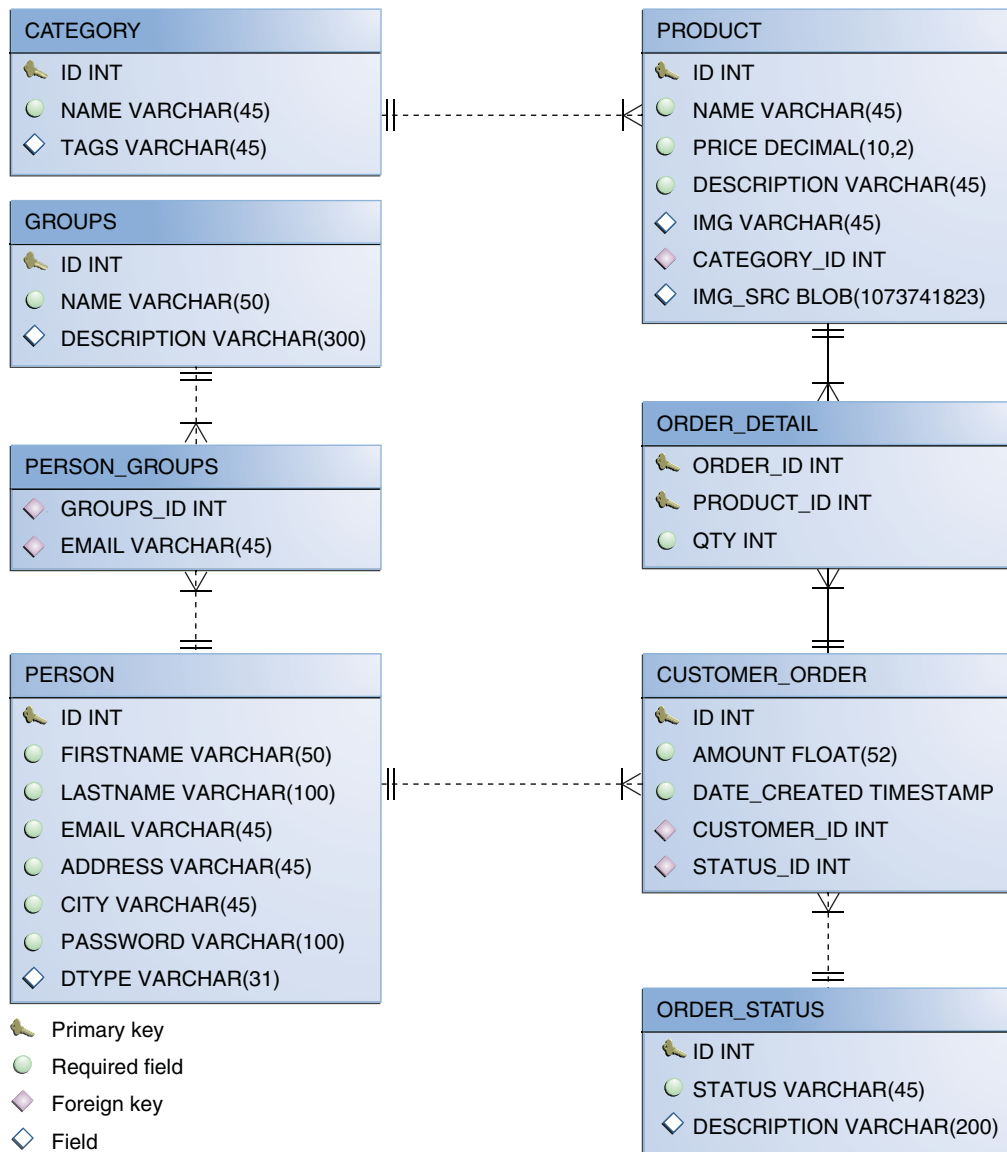 CATEGORY
ID INT
NAME VARCHAR(45)
TAGS VARCHAR(45)
PRODUCT
ID INT
NAME VARCHAR(45)
PRICE DECIMAL(10,2)
DESCRIPTION VARCHAR(45)
IMG VARCHAR(45)
CATEGORY_ID INT
IMG_SRC BLOB(1073741823)
GROUPS
ID INT
NAME VARCHAR(50)
DESCRIPTION VARCHAR(300)
ORDER_DETAIL
ORDER_ID INT
PRODUCT_ID INT
QTY INT
PERSON_GROUPS
GROUPS_ID INT
EMAIL VARCHAR(45)
PERSON
ID INT
FIRSTNAME VARCHAR(50)
LASTNAME VARCHAR(100)
EMAIL VARCHAR(45)
ADDRESS VARCHAR(45)
CITY VARCHAR(45)
PASSWORD VARCHAR(100)
DTYPE VARCHAR(31)
CUSTOMER_ORDER
ID INT
AMOUNT FLOAT(52)
DATE_CREATED TIMESTAMP
CUSTOMER_ID INT
STATUS_ID INT
ORDER_STATUS
ID INT
STATUS VARCHAR(45)
DESCRIPTION VARCHAR(200)
Primary key
Required field
Foreign key
Field